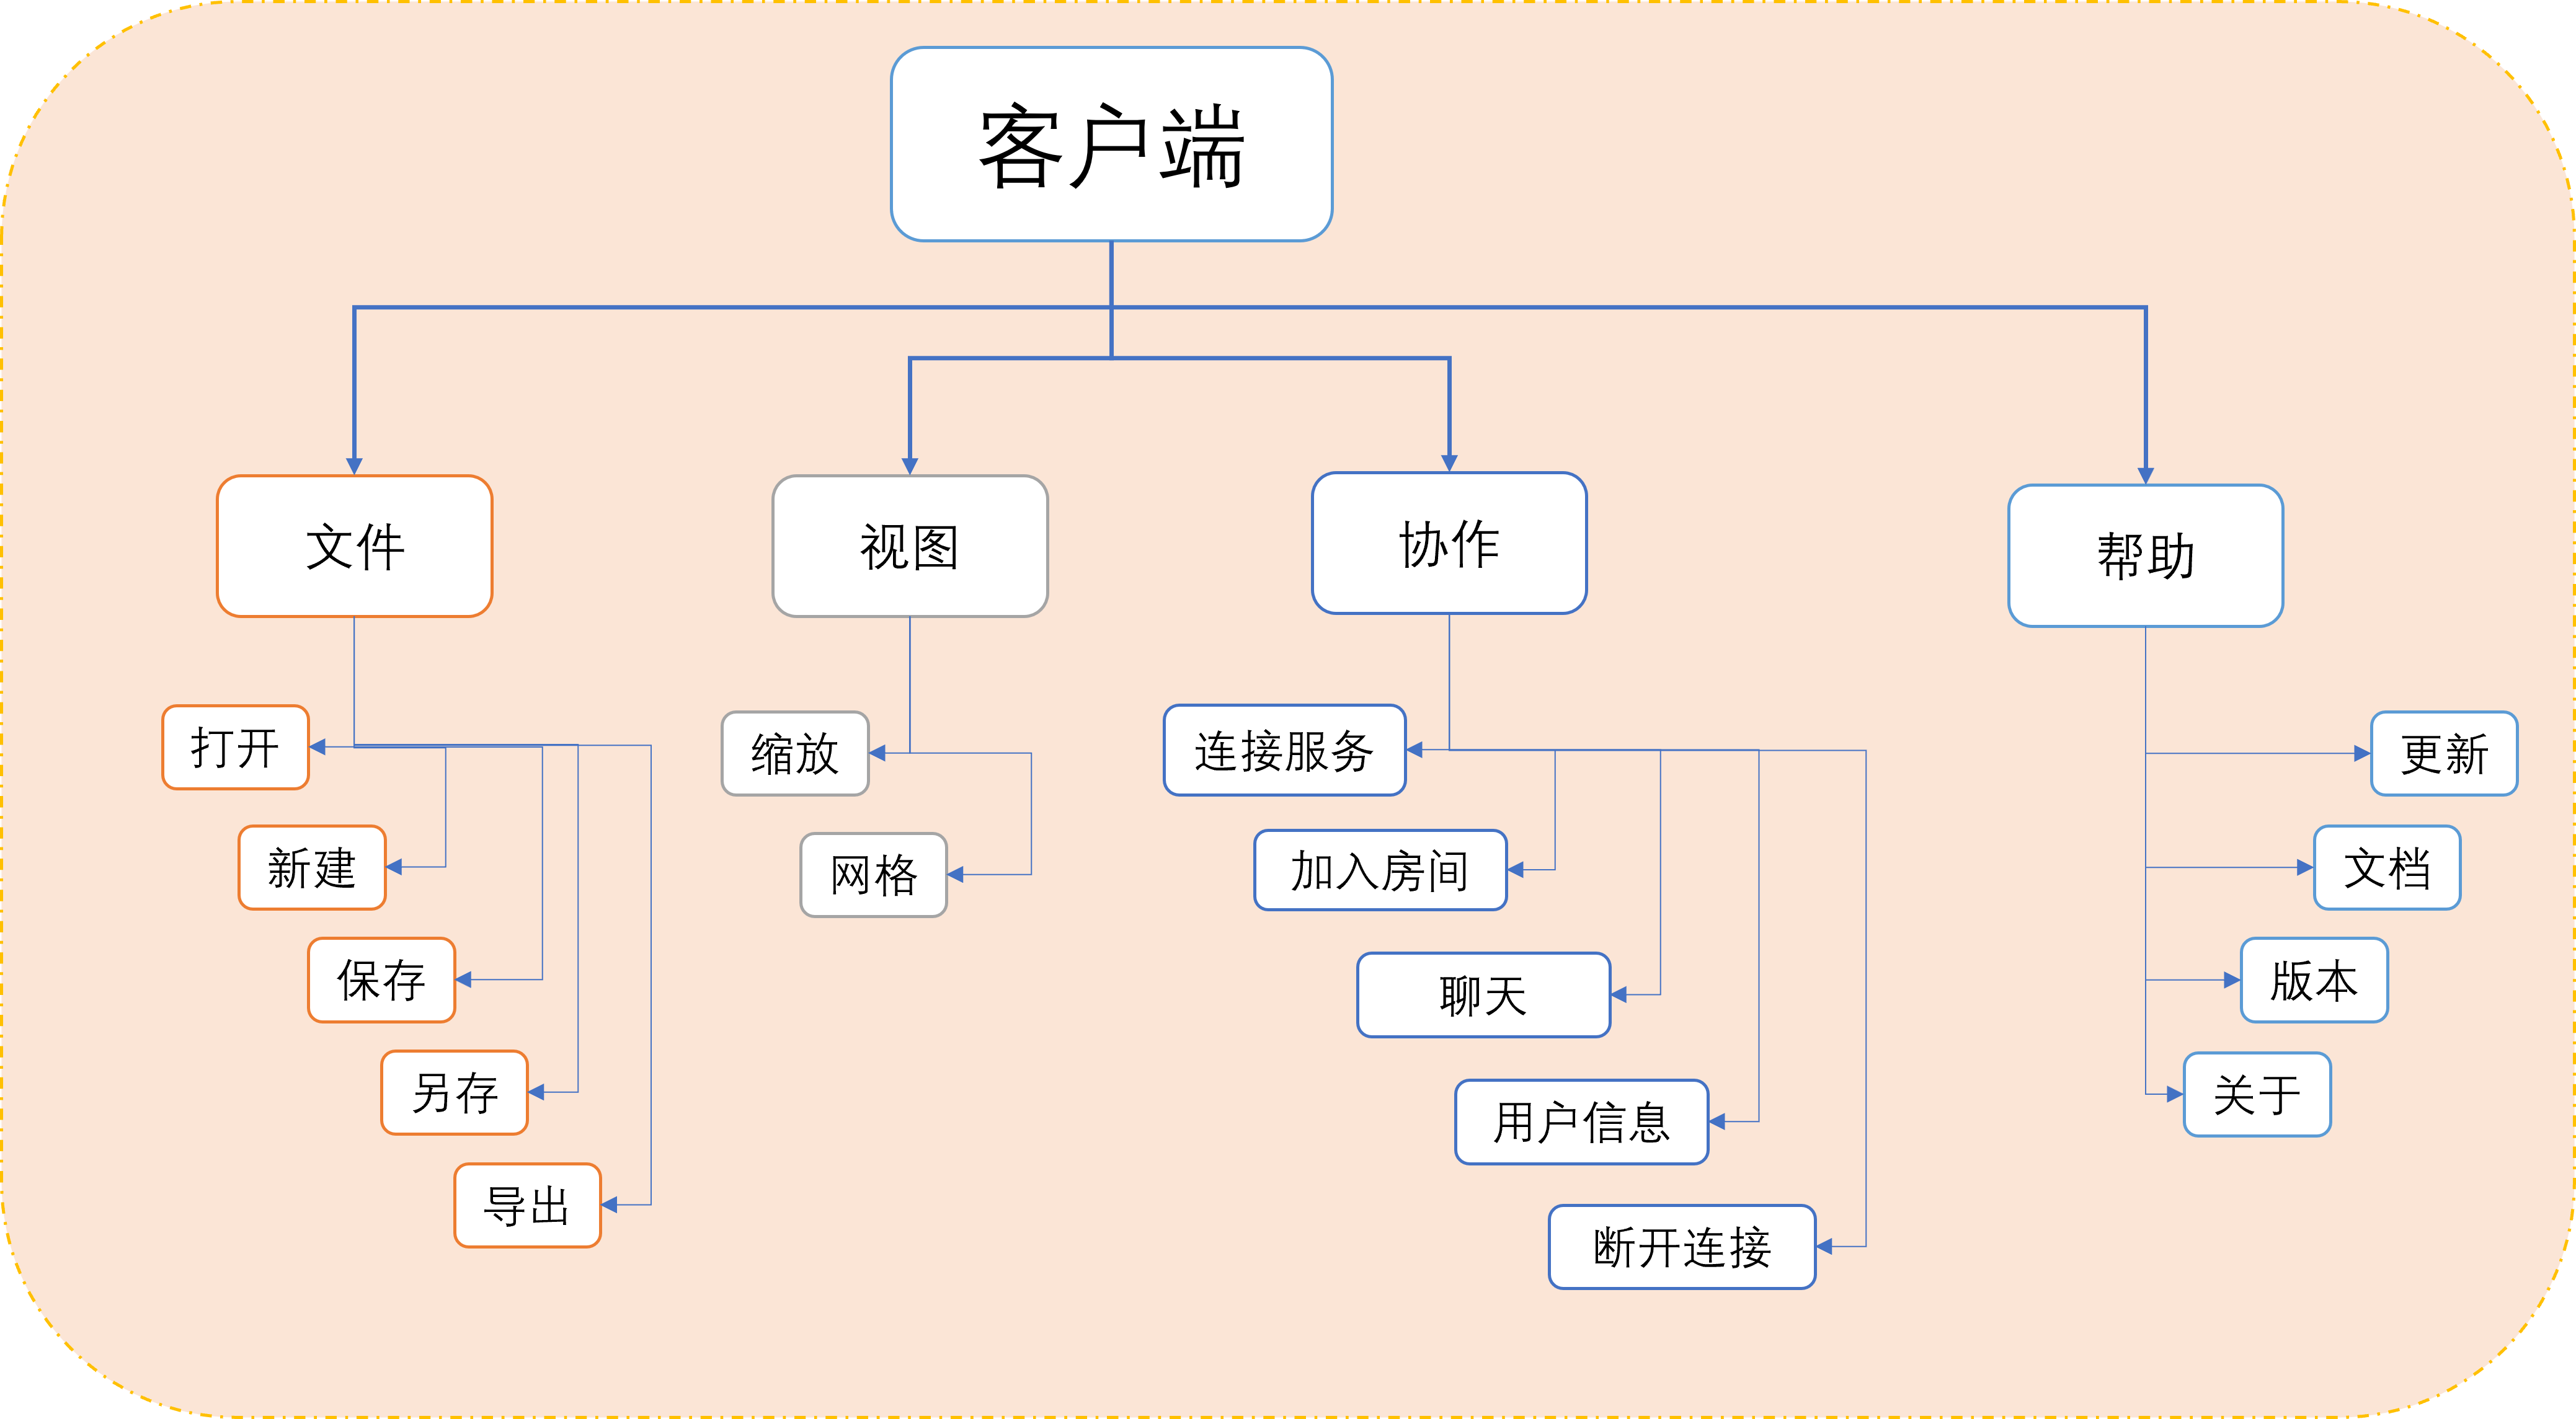 客户端
文件
视图
协作
帮助
打开
新建
保存
另存
导出
缩放
网格
连接服务
加入房间
聊天
用户信息
断开连接
更新
文档
版本
关于